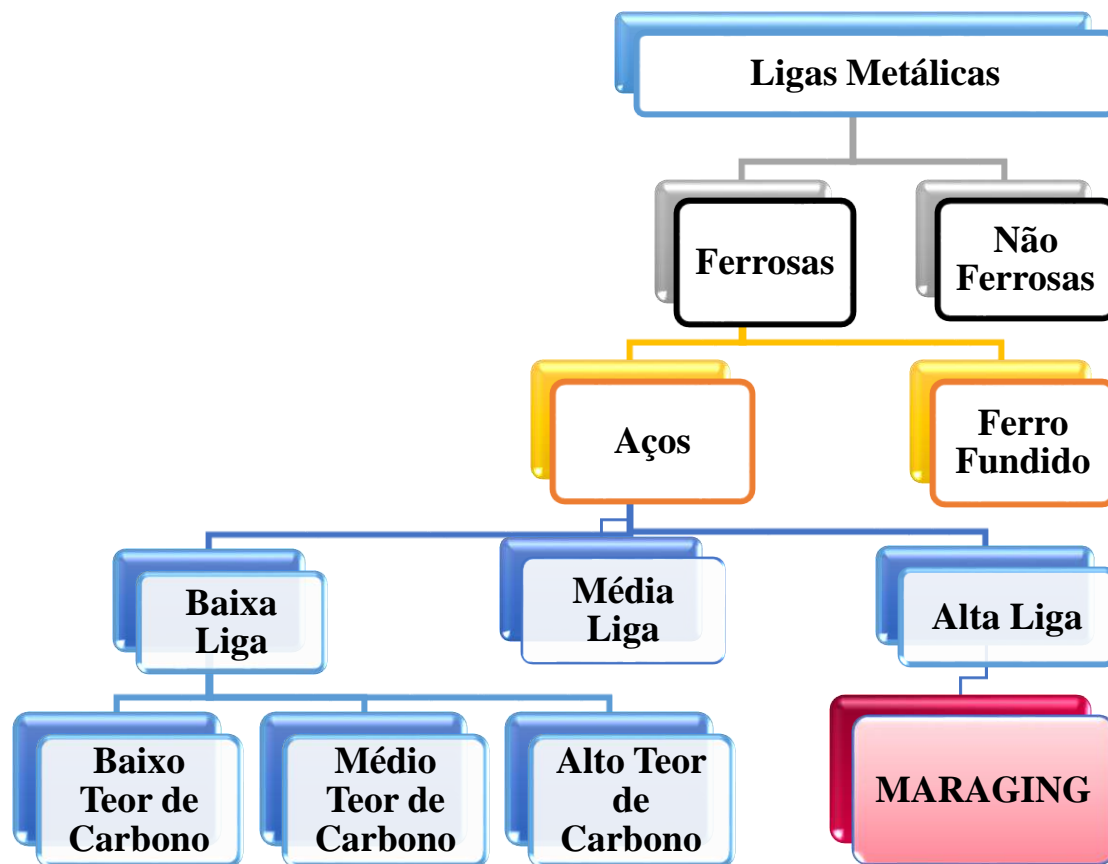 Ligas Metálicas
Ferrosas
Não
Ferrosas
Aços
Ferro
Fundido
Baixa
Liga
Média
Liga
Alta Liga
Baixo
Teor de
Carbono
Médio
Teor de
Carbono
Alto Teor
de
Carbono
MARAGING